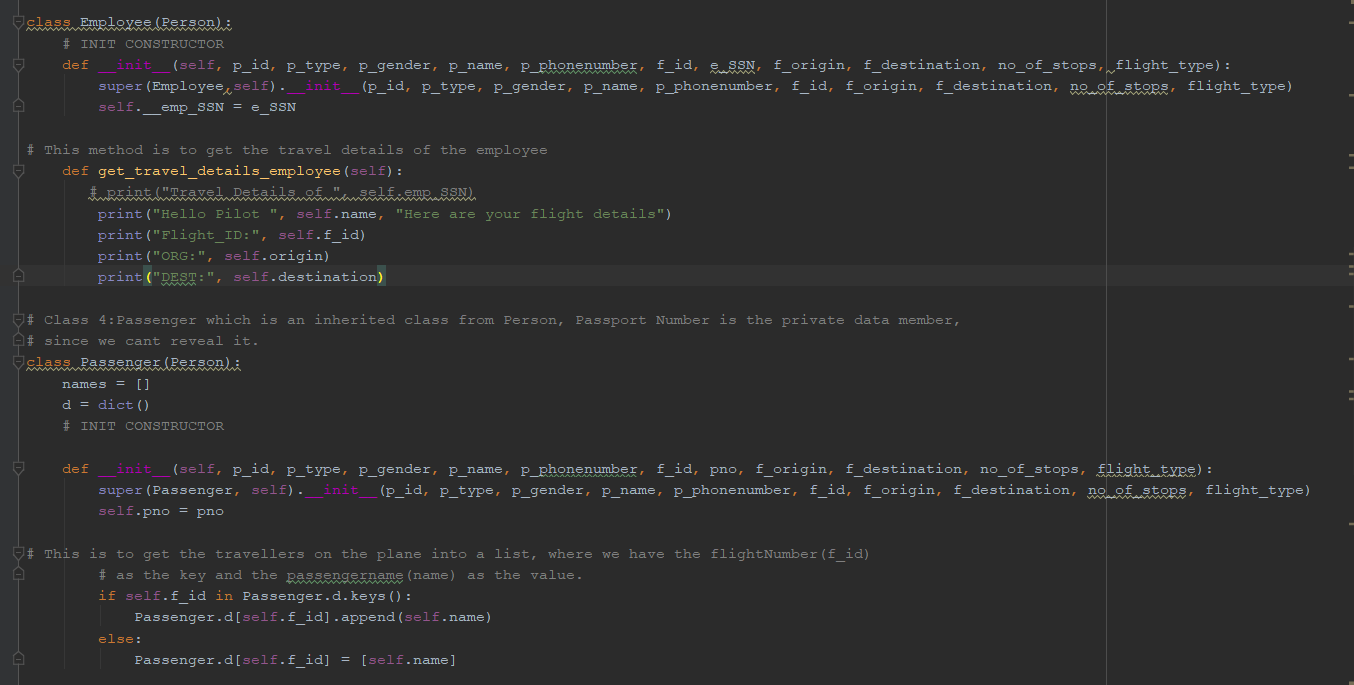 class Employee(Person):
    # INIT CONSTRUCTOR
    def __init__(self, p_id, p_type, p_gender, p_name, p_phonenumber, f_id, e_SSN, f_origin, f_destination, no_of_stops, flight_type):
        super(Employee,self).__init__(p_id, p_type, p_gender, p_name, p_phonenumber, f_id, f_origin, f_destination, no_of_stops, flight_type)
        self.__emp_SSN = e_SSN

# This method is to get the travel details of the employee
    def get_travel_details_employee(self):
       # print("Travel Details of ", self.emp_SSN)
        print("Hello Pilot ", self.name, "Here are your flight details")
        print("Flight_ID:", self.f_id)
        print("ORG:", self.origin)
        print("DEST:", self.destination)

# Class 4:Passenger which is an inherited class from Person, Passport Number is the private data member,
# since we cant reveal it.
class Passenger(Person):
    names = []
    d = dict()
    # INIT CONSTRUCTOR

    def __init__(self, p_id, p_type, p_gender, p_name, p_phonenumber, f_id, pno, f_origin, f_destination, no_of_stops, flight_type):
        super(Passenger, self).__init__(p_id, p_type, p_gender, p_name, p_phonenumber, f_id, f_origin, f_destination, no_of_stops, flight_type)
        self.pno = pno

# This is to get the travellers on the plane into a list, where we have the flightNumber(f_id)
        # as the key and the passengername(name) as the value.
        if self.f_id in Passenger.d.keys():
            Passenger.d[self.f_id].append(self.name)
        else:
            Passenger.d[self.f_id] = [self.name]